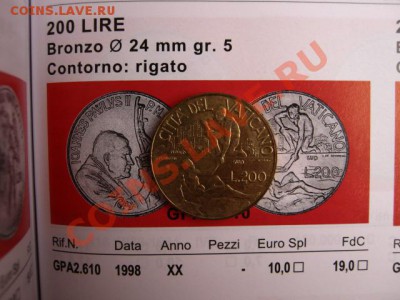 COINS.LAVE.RU
200 LIRE
Bronzo Ø 24 mm gr. 5
Contorno: rigato
CITTA' DEL VATICANO
L.200
L.200
Rif.N. Data Anno Pezzi Euro Spl FdC
GPA2.610 1998 XX - 10,0□ 19,0□
COINS.LAVE.RU